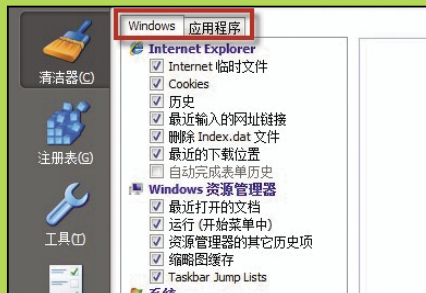 Windows 应用程序
Internet Explorer
Internet 临时文件
Cookies
历史
最近输入的网址链接
删除 Index.dat 文件
最近的下载位置
自动完成表单历史
Windows 资源管理器
最近打开的文档
运行 (开始菜单中)
资源管理器的其它历史项
缩略图缓存
Taskbar Jump Lists
系统
清洁器(C)
注册表(G)
工具(T)